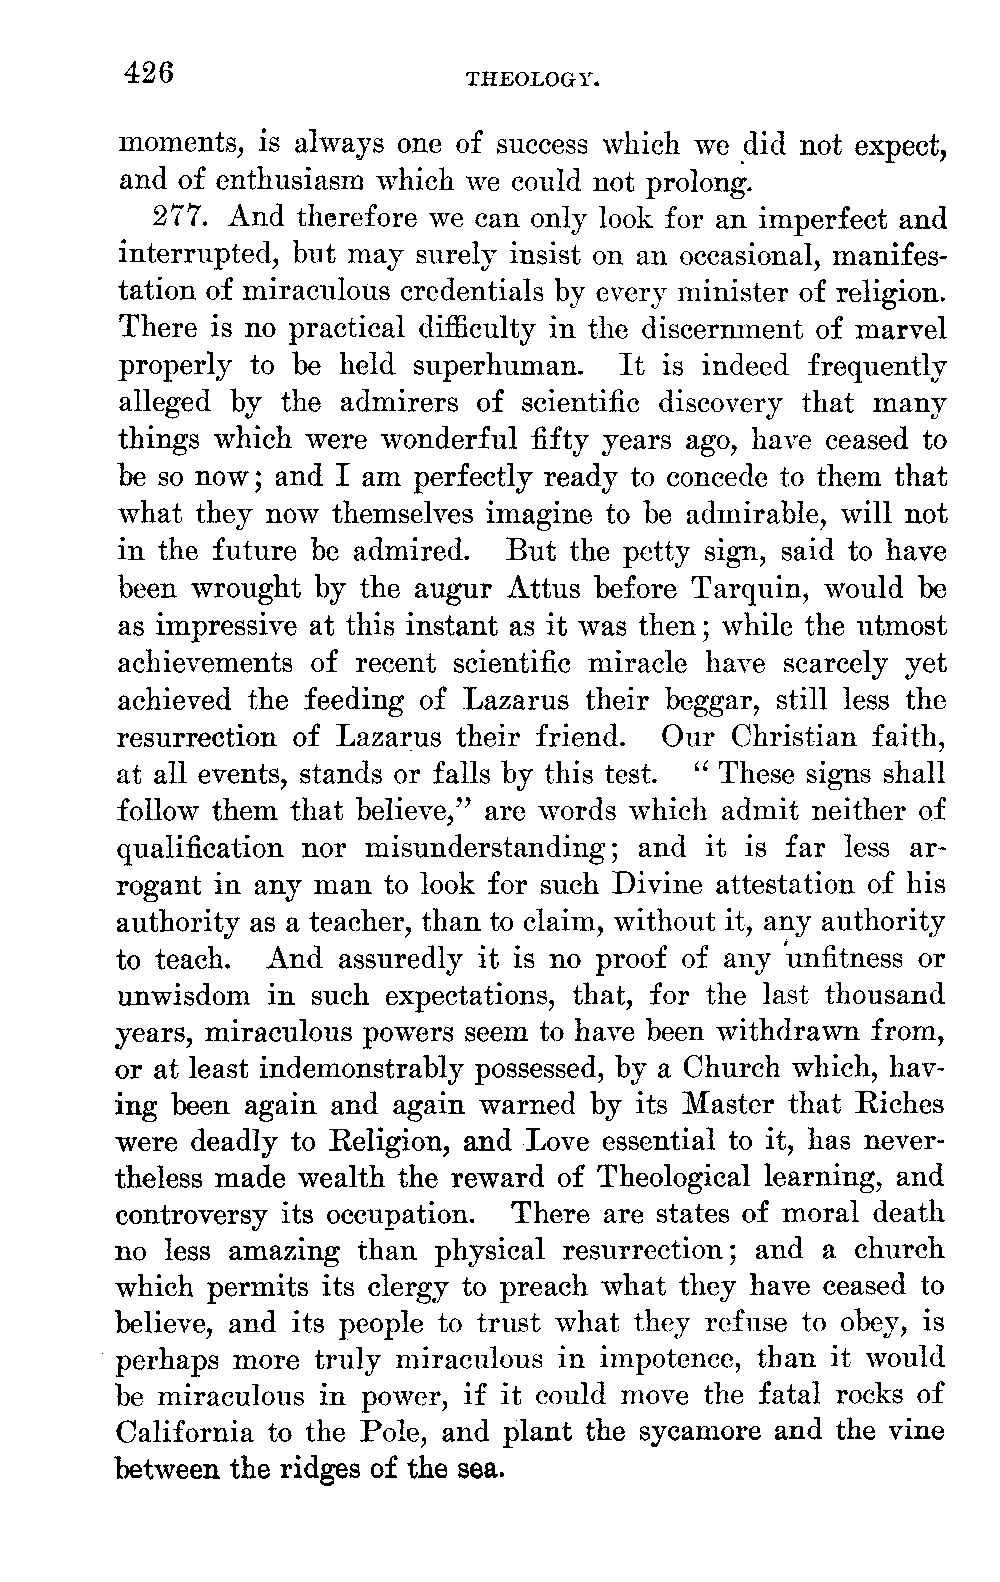 426
THEOLOGY.
moments, is always one of success which we did not expect,
and of enthusiasm which we could not prolong.
277. And therefore we can only look for an imperfect and
interrupted, but may surely insist on an occasional, manifes-
tation of miraculous credentials by every minister of religion.
There is no practical difficulty in the discernment of marvel
properly to be held superhuman. It is indeed frequently
alleged by the admirers of scientific discovery that many
things which were wonderful fifty years ago, have ceased to
be so now; and I am perfectly ready to concede to them that
what they now themselves imagine to be admirable, will not
in the future be admired. But the petty sign, said to have
been wrought by the augur Attus before Tarquin, would be
as impressive at this instant as it was then; while the utmost
achievements of recent scientific miracle have scarcely yet
achieved the feeding of Lazarus their beggar, still less the
resurrection of Lazarus their friend. Our Christian faith,
at all events, stands or falls by this test. “ These signs shall
follow them that believe,” are words which admit neither of
qualification nor misunderstanding; and it is far less ar-
rogant in any man to look for such Divine attestation of his
authority as a teacher, than to claim, without it, any authority
to teach. And assuredly it is no proof of any unfitness or
unwisdom in such expectations, that, for the last thousand
years, miraculous powers seem to have been withdrawn from,
or at least indemonstrably possessed, by a Church which, hav-
ing been again and again warned by its Master that Riches
were deadly to Religion, and Love essential to it, has never-
theless made wealth the reward of Theological learning, and
controversy its occupation. There are states of moral death
no less amazing than physical resurrection; and a church
which permits its clergy to preach what they have ceased to
believe, and its people to trust what they refuse to obey, is
perhaps more truly miraculous in impotence, than it would
be miraculous in power, if it could move the fatal rocks of
California to the Pole, and plant the sycamore and the vine
between the ridges of the sea.